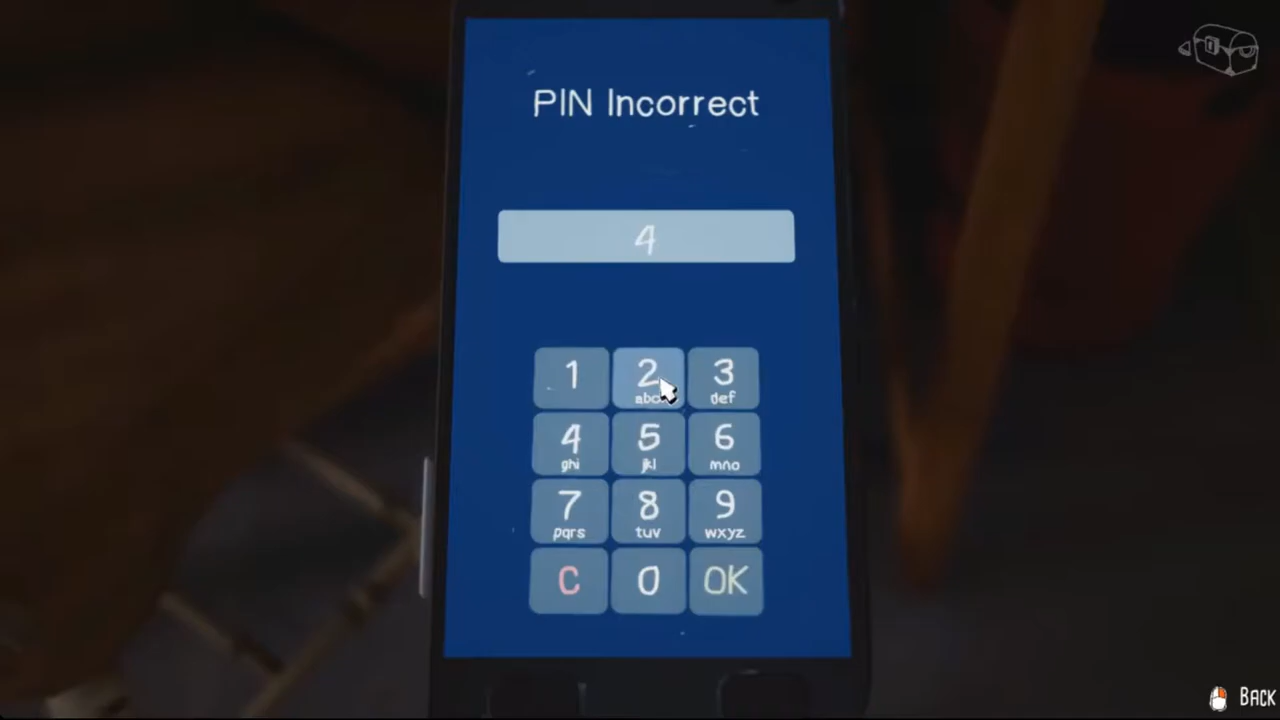 PIN Incorrect
4
1 2 3
abc def
4 5 6
ghi jkl mno
7 8 9
pqrs tuv wxyz
C 0 OK
BACK